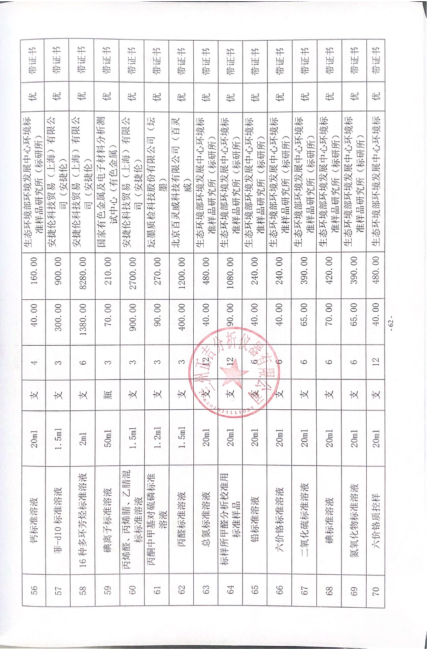 56 钙标准溶液 20ml 支 4 40.00 160.00 生态环境部环境发展中心环境标
准样品研究所（标研所） 优 带证书
57 菲-d10标准溶液 1.5ml 支 3 300.00 900.00 安捷伦科技贸易（上海）有限公
司（安捷伦） 优 带证书
58 16种多环芳烃标准溶液 2ml 支 6 1380.00 8280.00 安捷伦科技贸易（上海）有限公
司（安捷伦） 优 带证书
59 碘离子标准溶液 50ml 瓶 3 70.00 210.00 国家有色金属及电子材料分析测
试中心（有色金属） 优 带证书
60 丙烯醛、丙烯腈、乙腈混
标标准溶液 1.5ml 支 3 900.00 2700.00 安捷伦科技贸易（上海）有限公
司（安捷伦） 优 带证书
61 丙酮中甲基对硫磷标准
溶液 1.2ml 支 3 90.00 270.00 坛墨质检科技股份有限公司（坛
墨） 优 带证书
62 丙醛标准溶液 1.5ml 支 3 400.00 1200.00 北京百灵威科技有限公司（百灵
威） 优 带证书
63 总氮标准溶液 20ml 支 12 40.00 480.00 生态环境部环境发展中心环境标
准样品研究所（标研所） 优 带证书
64 标样所甲醛分析校准用
标准样品 20ml 支 12 90.00 1080.00 生态环境部环境发展中心环境标
准样品研究所（标研所） 优 带证书
65 铅标准溶液 20ml 支 6 40.00 240.00 生态环境部环境发展中心环境标
准样品研究所（标研所） 优 带证书
66 六价铬标准溶液 20ml 支 6 40.00 240.00 生态环境部环境发展中心环境标
准样品研究所（标研所） 优 带证书
67 二氧化硫标准溶液 20ml 支 6 65.00 390.00 生态环境部环境发展中心环境标
准样品研究所（标研所） 优 带证书
68 碘标准溶液 20ml 支 6 70.00 420.00 生态环境部环境发展中心环境标
准样品研究所（标研所） 优 带证书
69 氮氧化物标准溶液 20ml 支 6 65.00 390.00 生态环境部环境发展中心环境标
准样品研究所（标研所） 优 带证书
70 六价铬质控样 20ml 支 12 40.00 480.00 生态环境部环境发展中心环境标 优 带证书
-62-